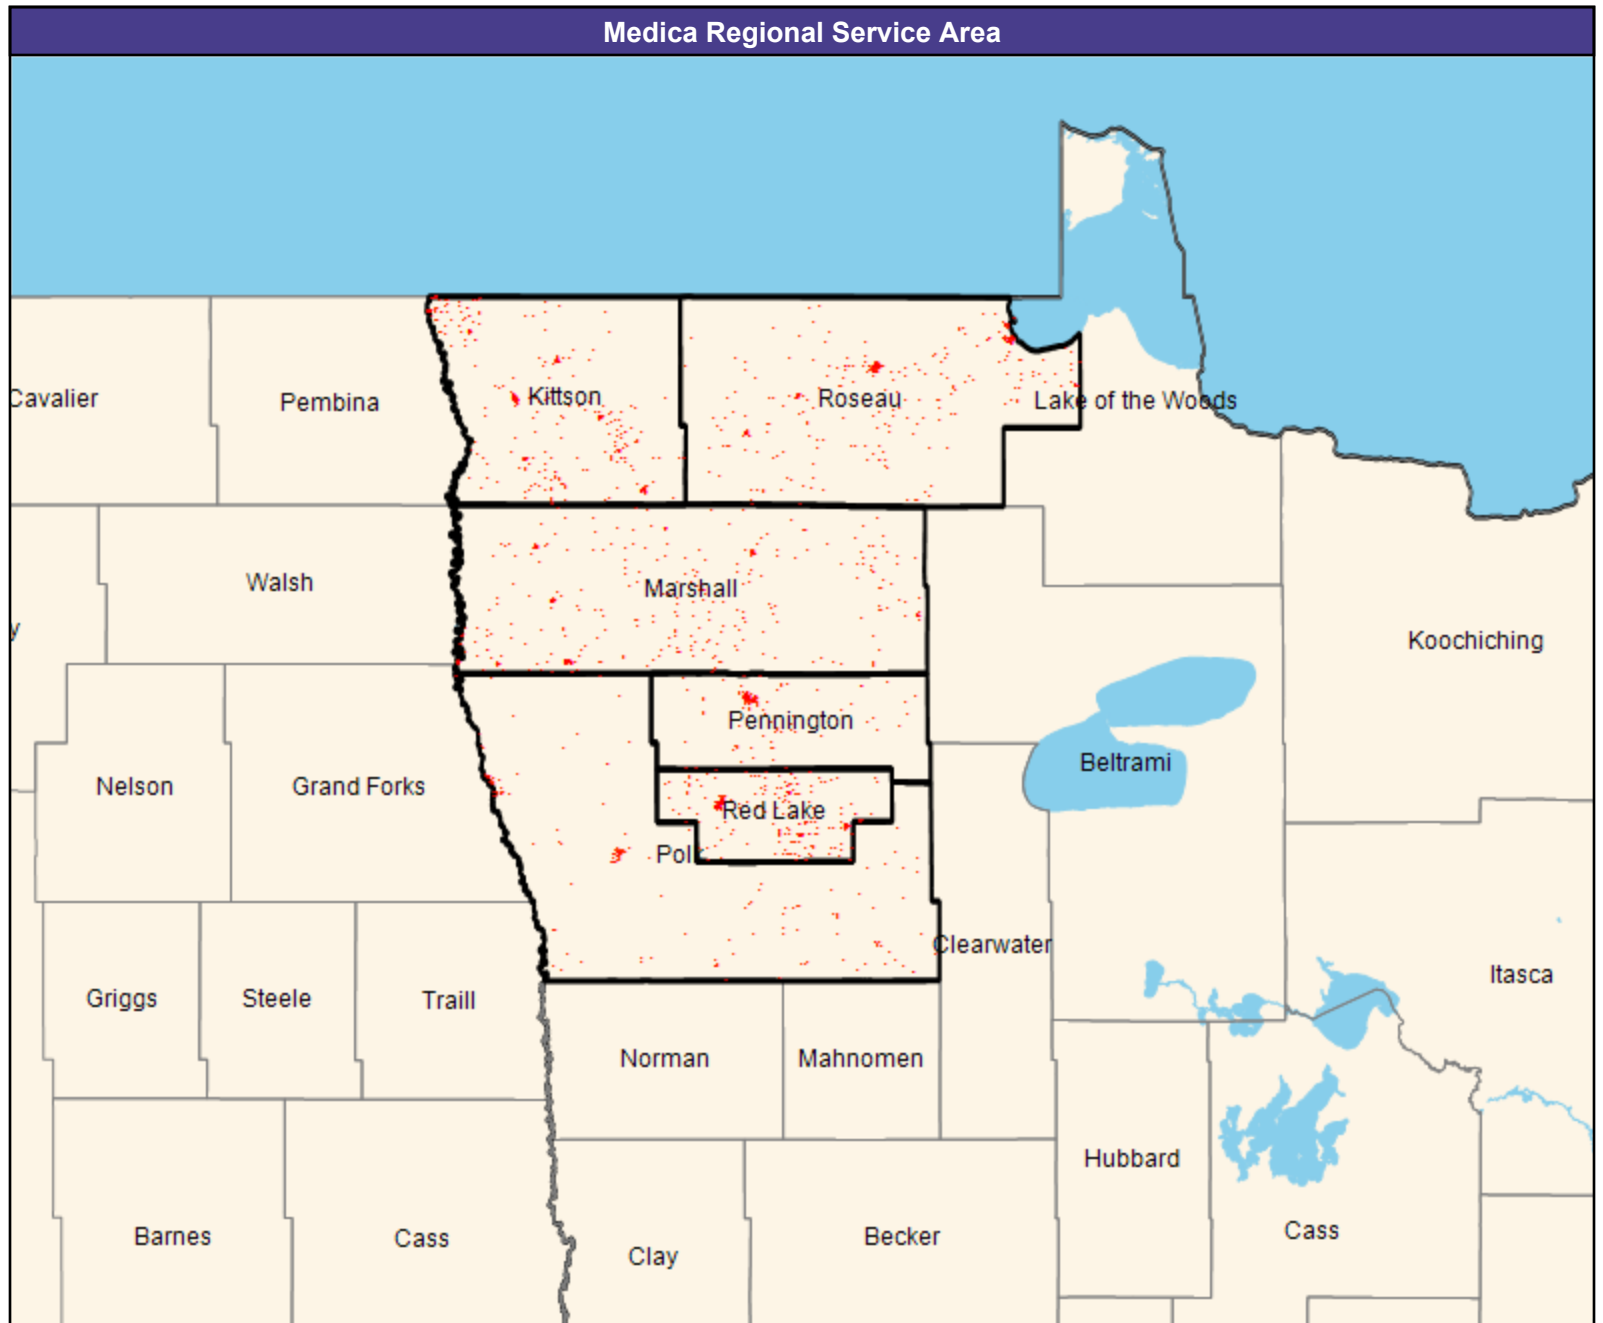 Medica Regional Service Area
Cavalier
Pembina
Kittson
Roseau
Lake of the Woods
Walsh
Marshall
y
Koochiching
Pennington
Nelson
Grand Forks
Beltrami
Red Lake
Pol
Clearwater
Griggs
Steele
Traill
Itasca
Norman
Mahnomen
Hubbard
Barnes
Cass
Clay
Becker
Cass